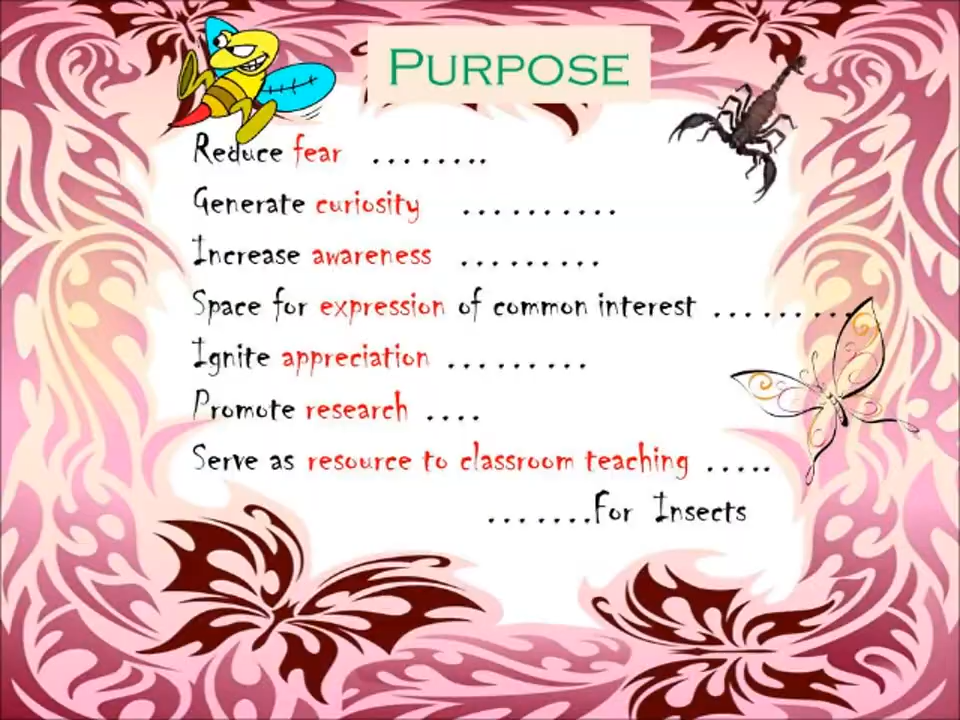 PURPOSE
Reduce fear ........
Generate curiosity ..........
Increase awareness .........
Space for expression of common interest .........
Ignite appreciation .........
Promote research ....
Serve as resource to classroom teaching .....
.......For Insects